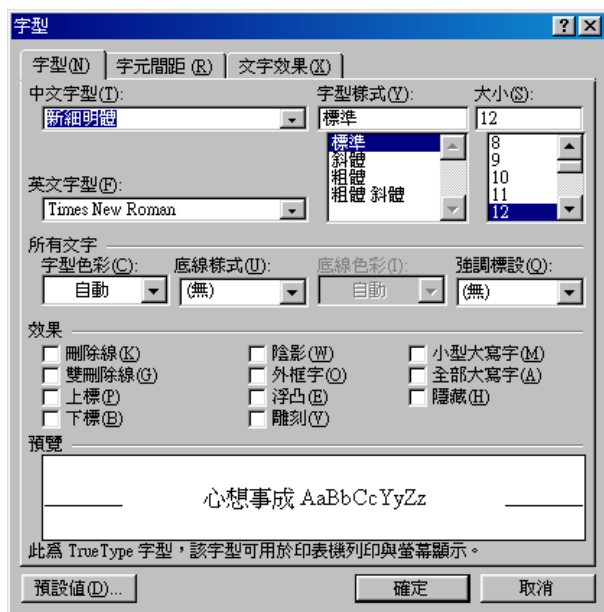 字型
字型(N) 字元間距 (R) 文字效果(X)
中文字型(T): 字型樣式(Y): 大小(S):
新細明體 標準 12
標準 8
斜體 9
粗體 10
粗體 斜體 11
12
英文字型(F):
Times New Roman
所有文字
字型色彩(C): 底線樣式(U): 底線色彩(I): 強調標設(Q):
自動 (無) 自動 (無)
效果
刪除線(K) 陰影(W) 小型大寫字(M)
雙刪除線(G) 外框字(O) 全部大寫字(A)
上標(P) 浮凸(E) 隱藏(H)
下標(B) 雕刻(V)
預覽
心想事成 AaBbCcYyZz
此為 TrueType 字型，該字型可用於印表機列印與螢幕顯示。
預設值(D)... 確定 取消